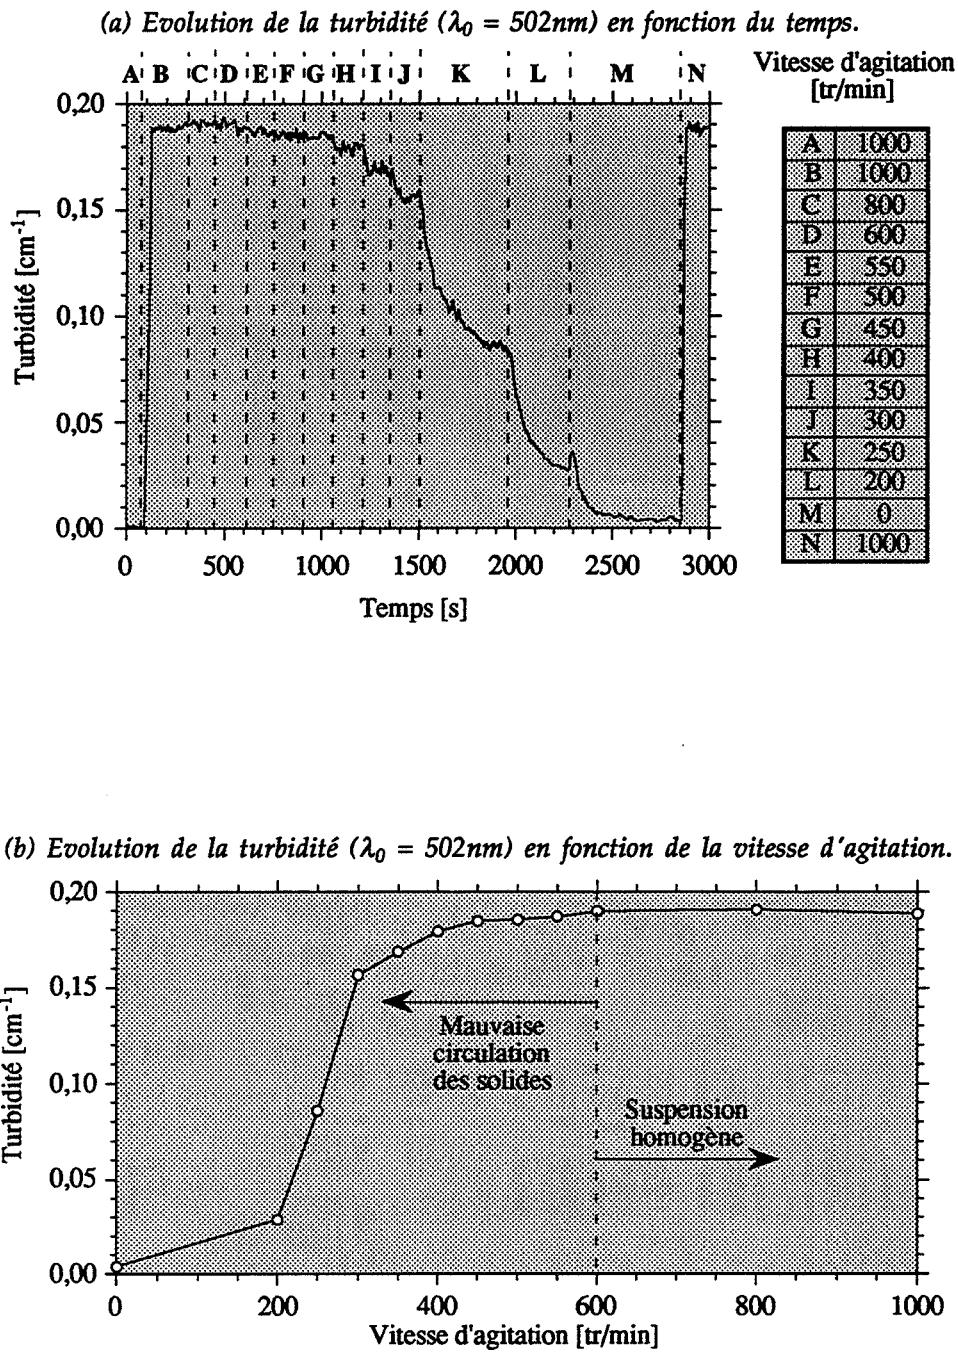 (a) Evolution de la turbidité (λ0 = 502nm) en fonction du temps.
A B C D E F G H I J K L M N
Vitesse d'agitation
[tr/min]
0,20
0,15
0,10
0,05
0,00
Turbidité [cm-1]
0 500 1000 1500 2000 2500 3000
Temps [s]
A 1000
B 1000
C 800
D 600
E 550
F 500
G 450
H 400
I 350
J 300
K 250
L 200
M 0
N 1000
(b) Evolution de la turbidité (λ0 = 502nm) en fonction de la vitesse d'agitation.
0,20
0,15
0,10
0,05
0,00
Turbidité [cm-1]
Mauvaise
circulation
des solides
Suspension
homogène
0 200 400 600 800 1000
Vitesse d'agitation [tr/min]